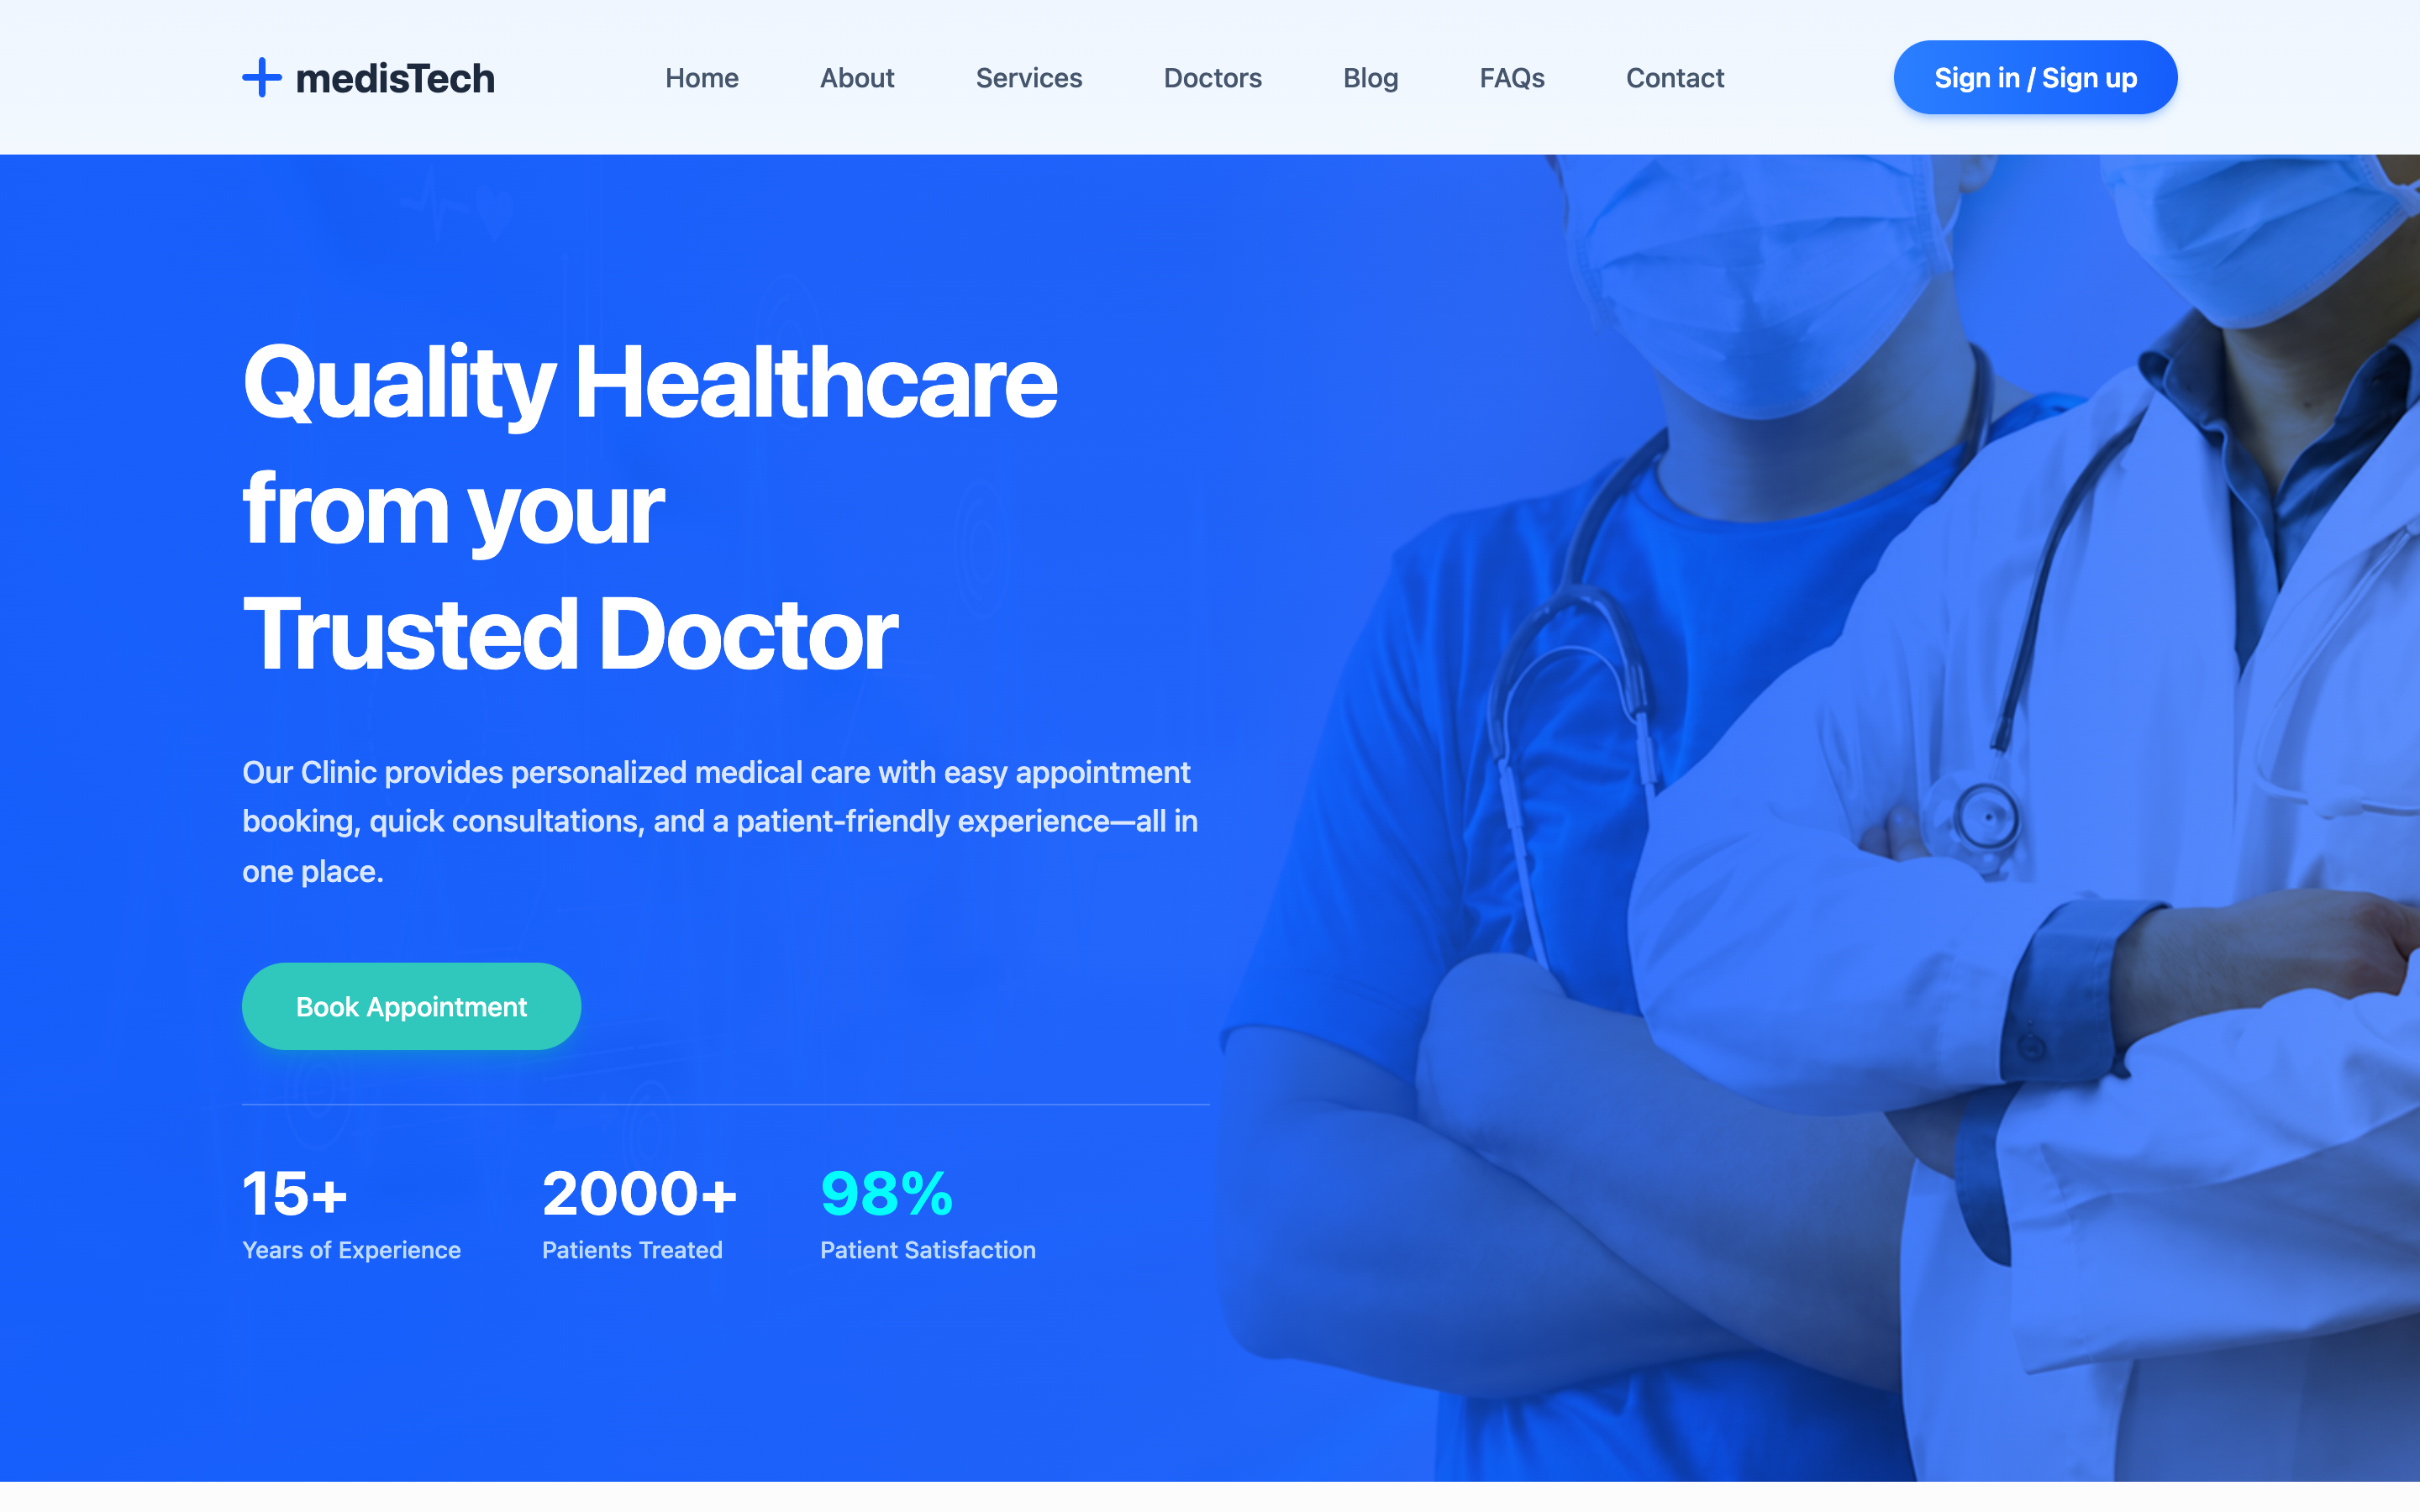 medisTech
Home
About
Services
Doctors
Blog
FAQs
Contact
Sign in / Sign up
Quality Healthcare
from your
Trusted Doctor
Our Clinic provides personalized medical care with easy appointment
booking, quick consultations, and a patient-friendly experience—all in
one place.
Book Appointment
15+
Years of Experience
2000+
Patients Treated
98%
Patient Satisfaction